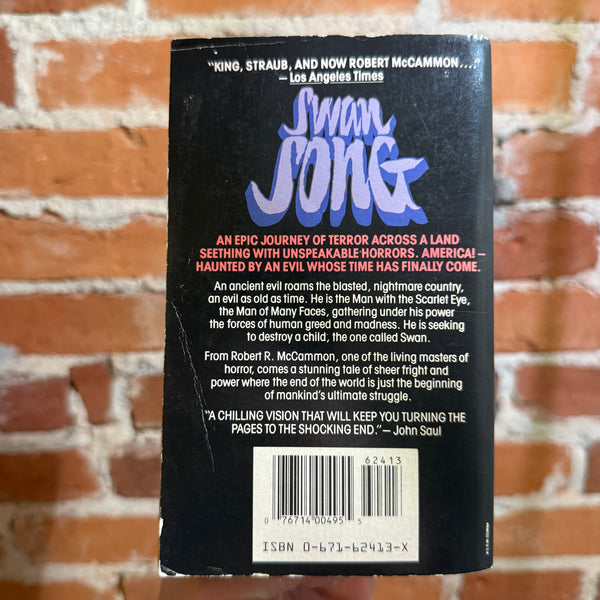 "KING, STRAUB, AND NOW ROBERT McCAMMON...."
— Los Angeles Times
Swan
SONG
AN EPIC JOURNEY OF TERROR ACROSS A LAND
SEETHING WITH UNSPEAKABLE HORRORS. AMERICA!—
HAUNTED BY AN EVIL WHOSE TIME HAS FINALLY COME.
An ancient evil roams the blasted, nightmare country,
an evil as old as time. He is the Man with the Scarlet Eye,
the Man of Many Faces, gathering under his power
the forces of human greed and madness. He is seeking
to destroy a child, the one called Swan.
From Robert R. McCammon, one of the living masters of
horror, comes a stunning tale of sheer fright and
power where the end of the world is just the beginning
of mankind's ultimate struggle.
"A CHILLING VISION THAT WILL KEEP YOU TURNING THE
PAGES TO THE SHOCKING END."— John Saul
62413
0 76714 00495 5
ISBN 0-671-62413-X